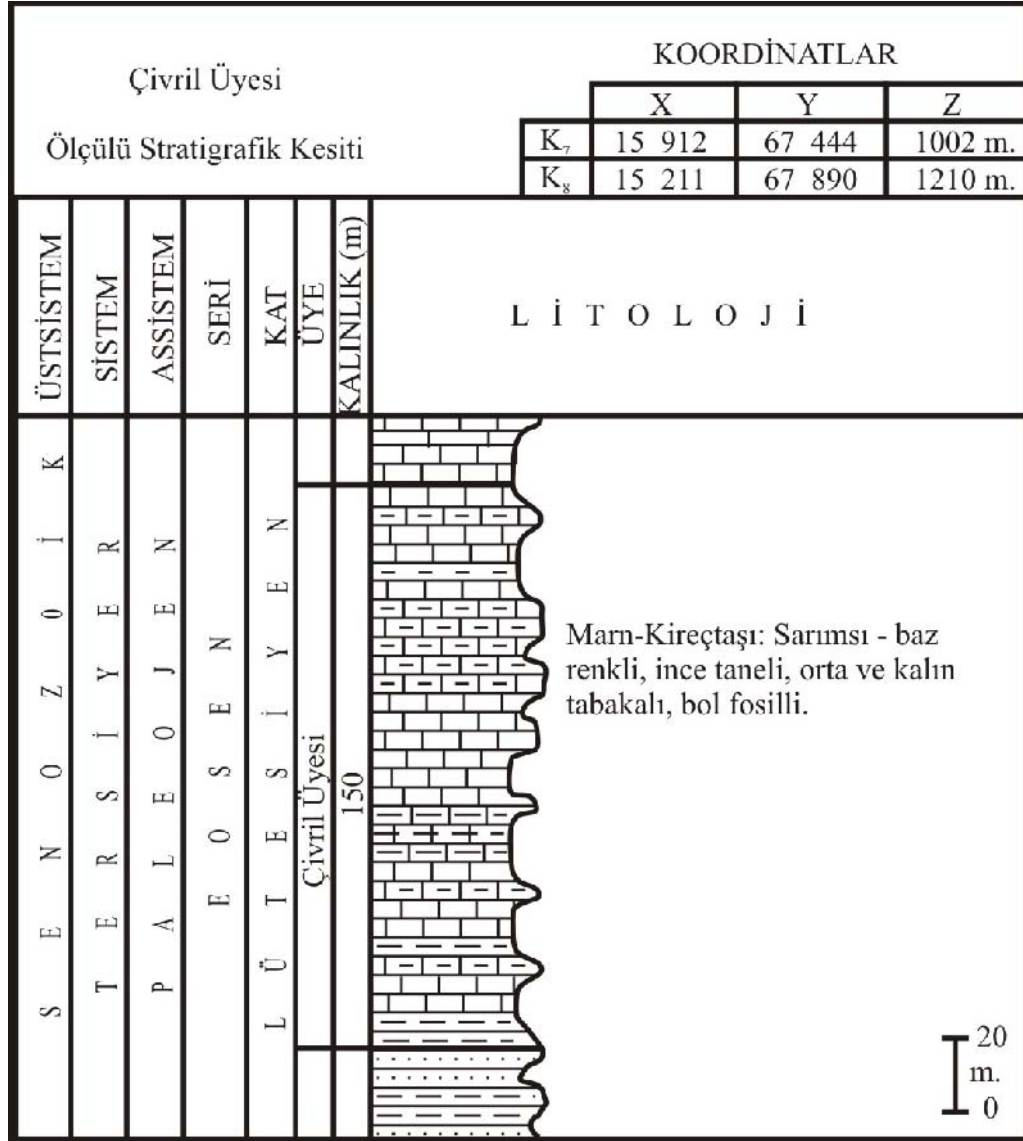 Çivril Üyesi
Ölçülü Stratigrafik Kesiti
KOORDİNATLAR
X Y Z
K₇ 15 912 67 444 1002 m.
K₈ 15 211 67 890 1210 m.
ÜSTSİSTEM
SİSTEM
ASSİSTEM
SERİ
KAT
ÜYE
KALINLIK (m)
L İ T O L O J İ
S E N O Z O İ K
T E R S İ Y E R
P A L E O J E N
E O S E N
L Ü T E S İ Y E N
Çivril Üyesi
150
Marn-Kireçtaşı: Sarımsı - baz
renkli, ince taneli, orta ve kalın
tabakalı, bol fosilli.
20
m.
0